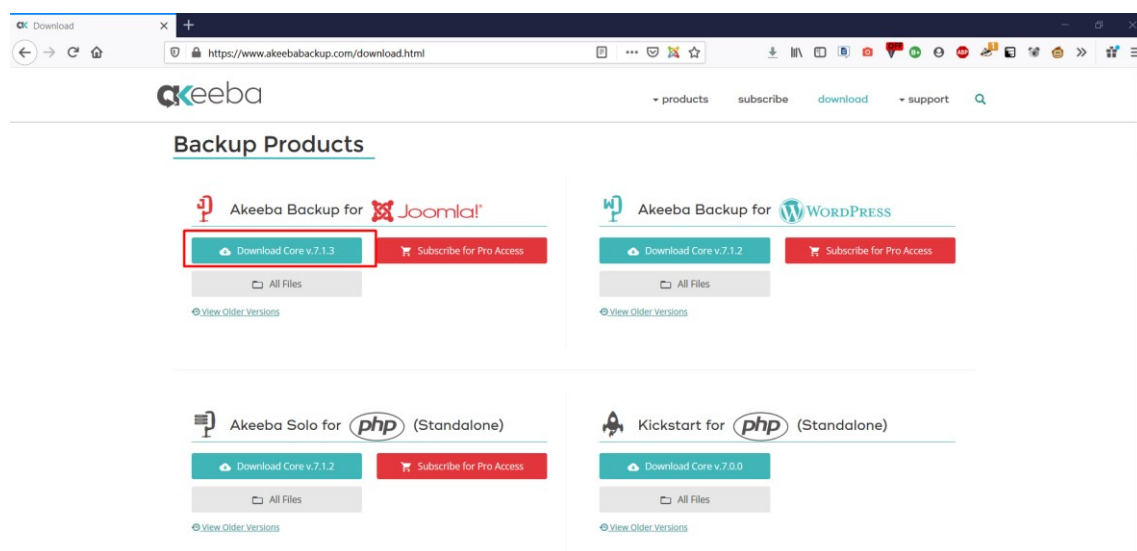 Download
https://www.akeebabackup.com/download.html
akeeba
products subscribe download support
Backup Products
Akeeba Backup for Joomla!
Download Core v.7.1.3 Subscribe for Pro Access
All Files
View Older Versions
Akeeba Backup for WORDPRESS
Download Core v.7.1.2 Subscribe for Pro Access
All Files
View Older Versions
Akeeba Solo for php (Standalone)
Download Core v.7.1.2 Subscribe for Pro Access
All Files
View Older Versions
Kickstart for php (Standalone)
Download Core v.7.0.0
All Files
View Older Versions